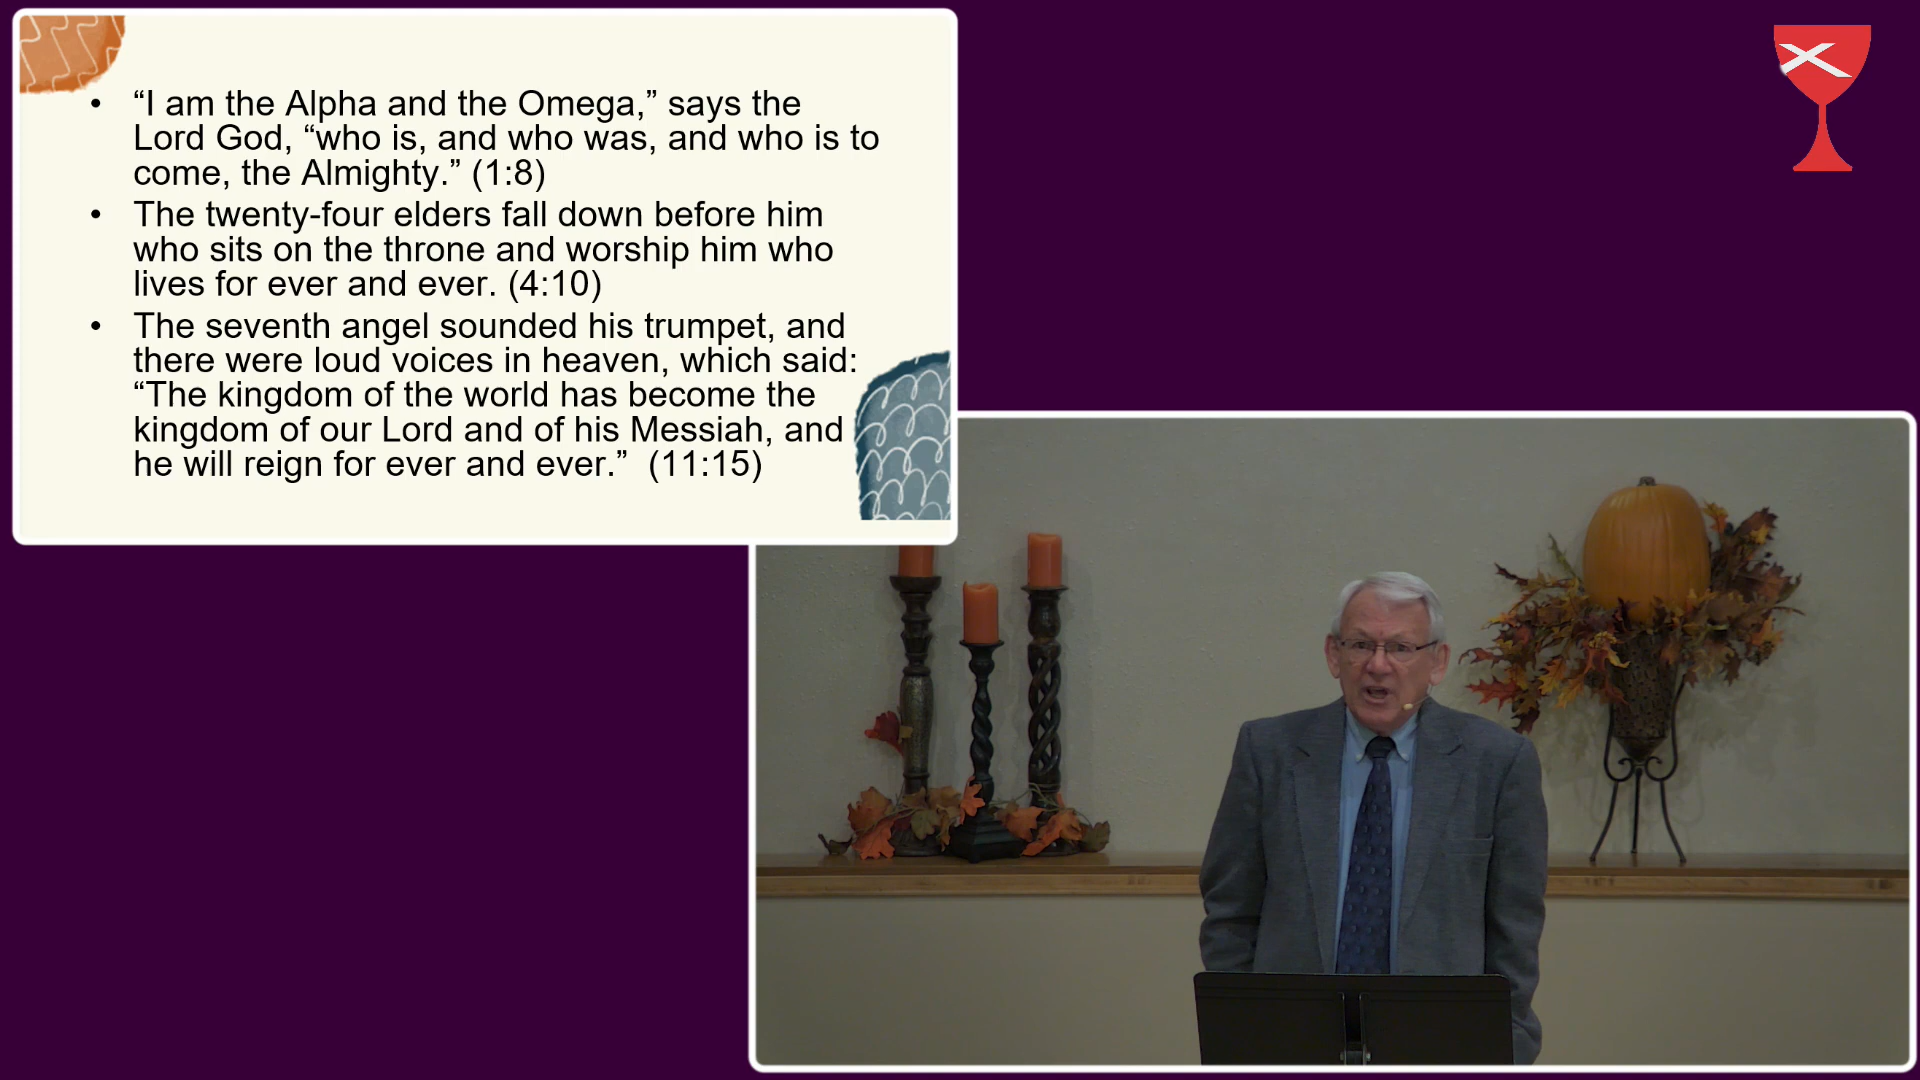 • “I am the Alpha and the Omega,” says the
Lord God, “who is, and who was, and who is to
come, the Almighty.” (1:8)
• The twenty-four elders fall down before him
who sits on the throne and worship him who
lives for ever and ever. (4:10)
• The seventh angel sounded his trumpet, and
there were loud voices in heaven, which said:
“The kingdom of the world has become the
kingdom of our Lord and of his Messiah, and
he will reign for ever and ever.”  (11:15)